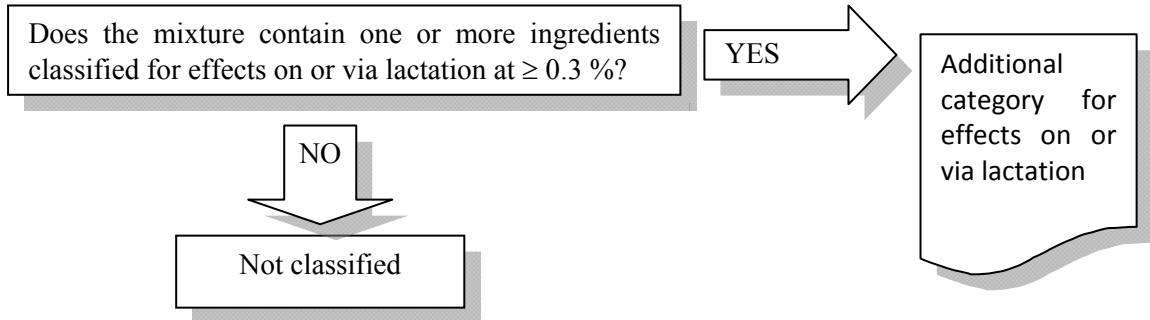 Does the mixture contain one or more ingredients
classified for effects on or via lactation at ≥ 0.3 %?
YES
Additional
category for
effects on or
via lactation
NO
Not classified